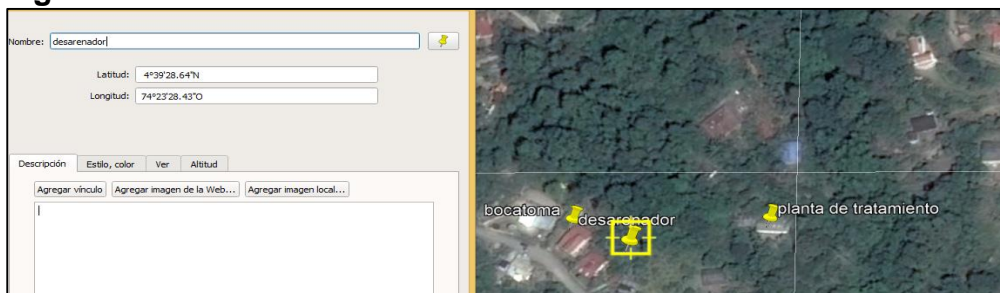 Nombre: desarenador
Latitud: 4°39'28.64"N
Longitud: 74°23'28.43"O
Descripción Estilo, color Ver Altitud
Agregar vínculo Agregar imagen de la Web... Agregar imagen local...
bocatoma
desarenador
planta de tratamiento